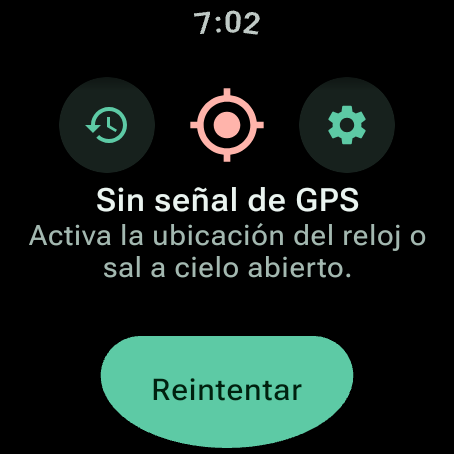 7:02
Sin señal de GPS
Activa la ubicación del reloj o
sal a cielo abierto.
Reintentar